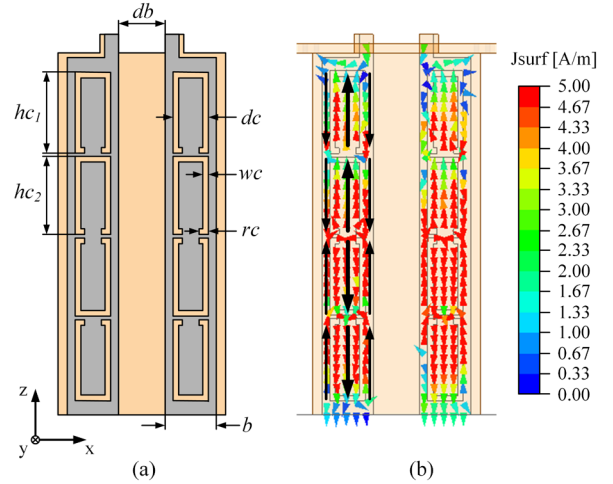 db
hc1
dc
hc2
wc
rc
z
y
x
b
(a)
Jsurf [A/m]
5.00
4.67
4.33
4.00
3.67
3.33
3.00
2.67
2.33
2.00
1.67
1.33
1.00
0.67
0.33
0.00
(b)